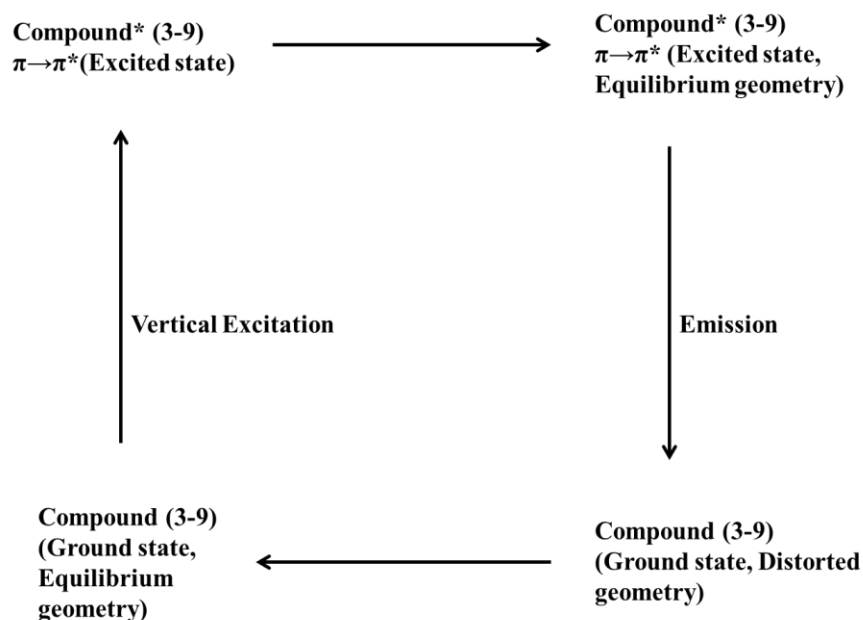 Compound* (3-9)
π→π*(Excited state)
Compound* (3-9)
π→π* (Excited state,
Equilibrium geometry)
Vertical Excitation
Emission
Compound (3-9)
(Ground state,
Equilibrium
geometry)
Compound (3-9)
(Ground state, Distorted
geometry)